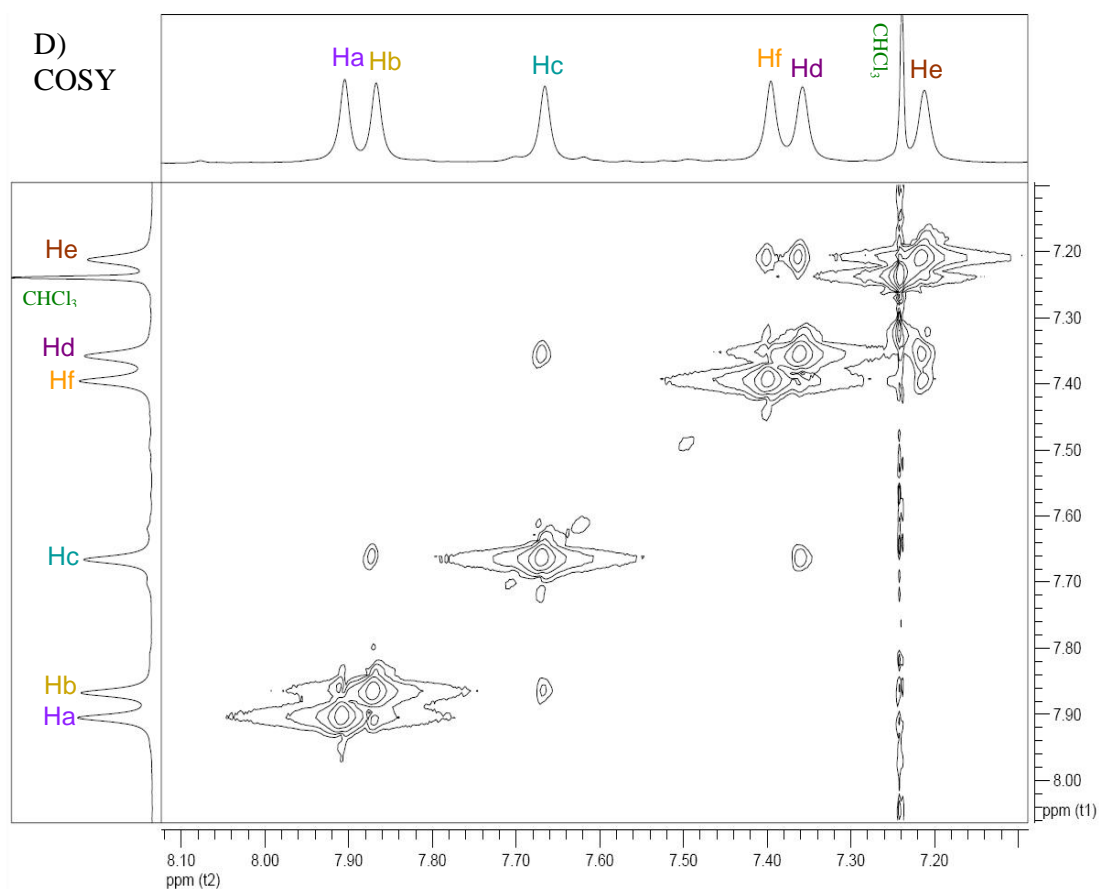 D)
COSY
Ha Hb Hc Hf Hd CHCl₃ He
He
CHCl₃
Hd
Hf
Hc
Hb
Ha
7.20
7.30
7.40
7.50
7.60
7.70
7.80
7.90
8.00
ppm (t1)
8.10 8.00 7.90 7.80 7.70 7.60 7.50 7.40 7.30 7.20
ppm (t2)